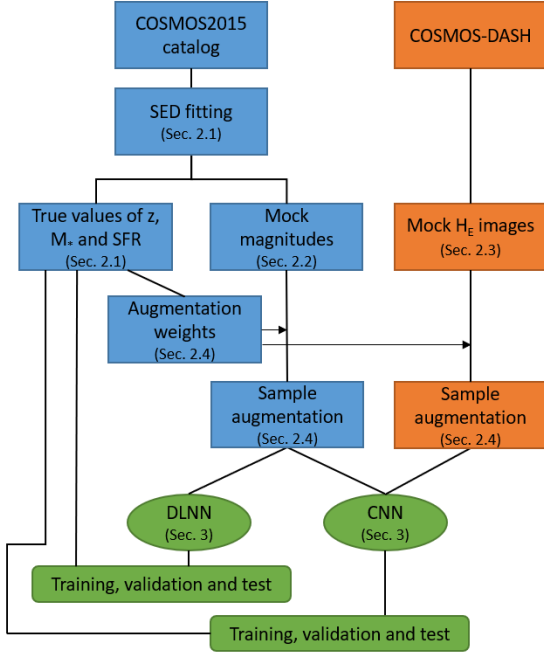 COSMOS2015
catalog
COSMOS-DASH
SED fitting
(Sec. 2.1)
True values of z,
M* and SFR
(Sec. 2.1)
Mock
magnitudes
(Sec. 2.2)
Mock H_E images
(Sec. 2.3)
Augmentation
weights
(Sec. 2.4)
Sample
augmentation
(Sec. 2.4)
Sample
augmentation
(Sec. 2.4)
DLNN
(Sec. 3)
CNN
(Sec. 3)
Training, validation and test
Training, validation and test